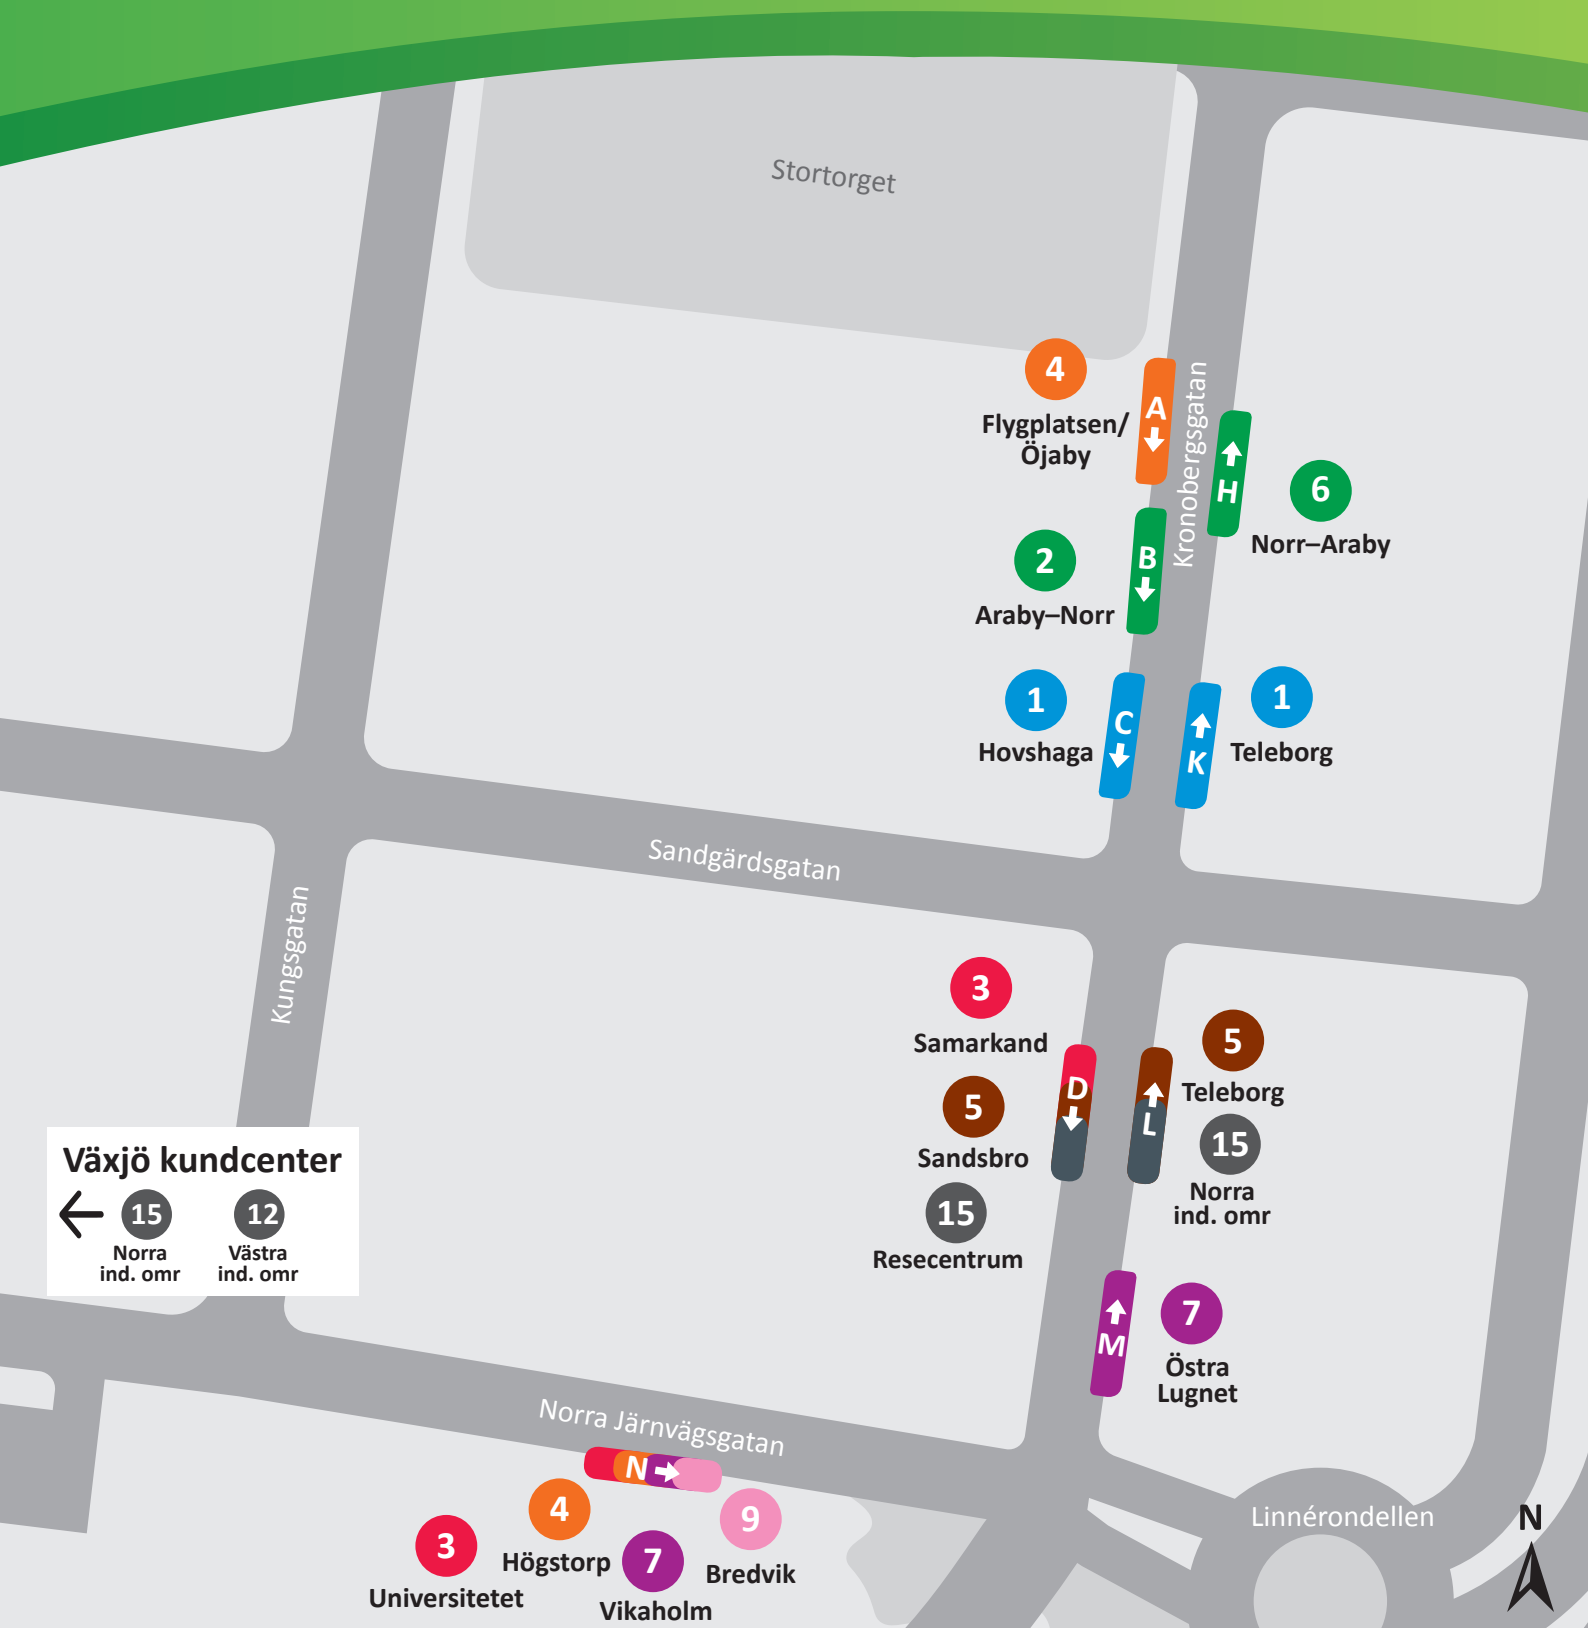 Stortorget
4
Flygplatsen/
Öjaby
A
Kronobergsgatan
H
6
Norr–Araby
2
Araby–Norr
B
1
Hovshaga
C
K
1
Teleborg
Sandgärdsgatan
Kungsgatan
3
Samarkand
5
Sandsbro
15
Resecentrum
D
L
5
Teleborg
15
Norra
ind. omr
Växjö kundcenter
15
Norra
ind. omr
12
Västra
ind. omr
M
7
Östra
Lugnet
Norra Järnvägsgatan
N
3
Universitetet
4
Högstorp
7
Vikaholm
9
Bredvik
Linnérondellen
N